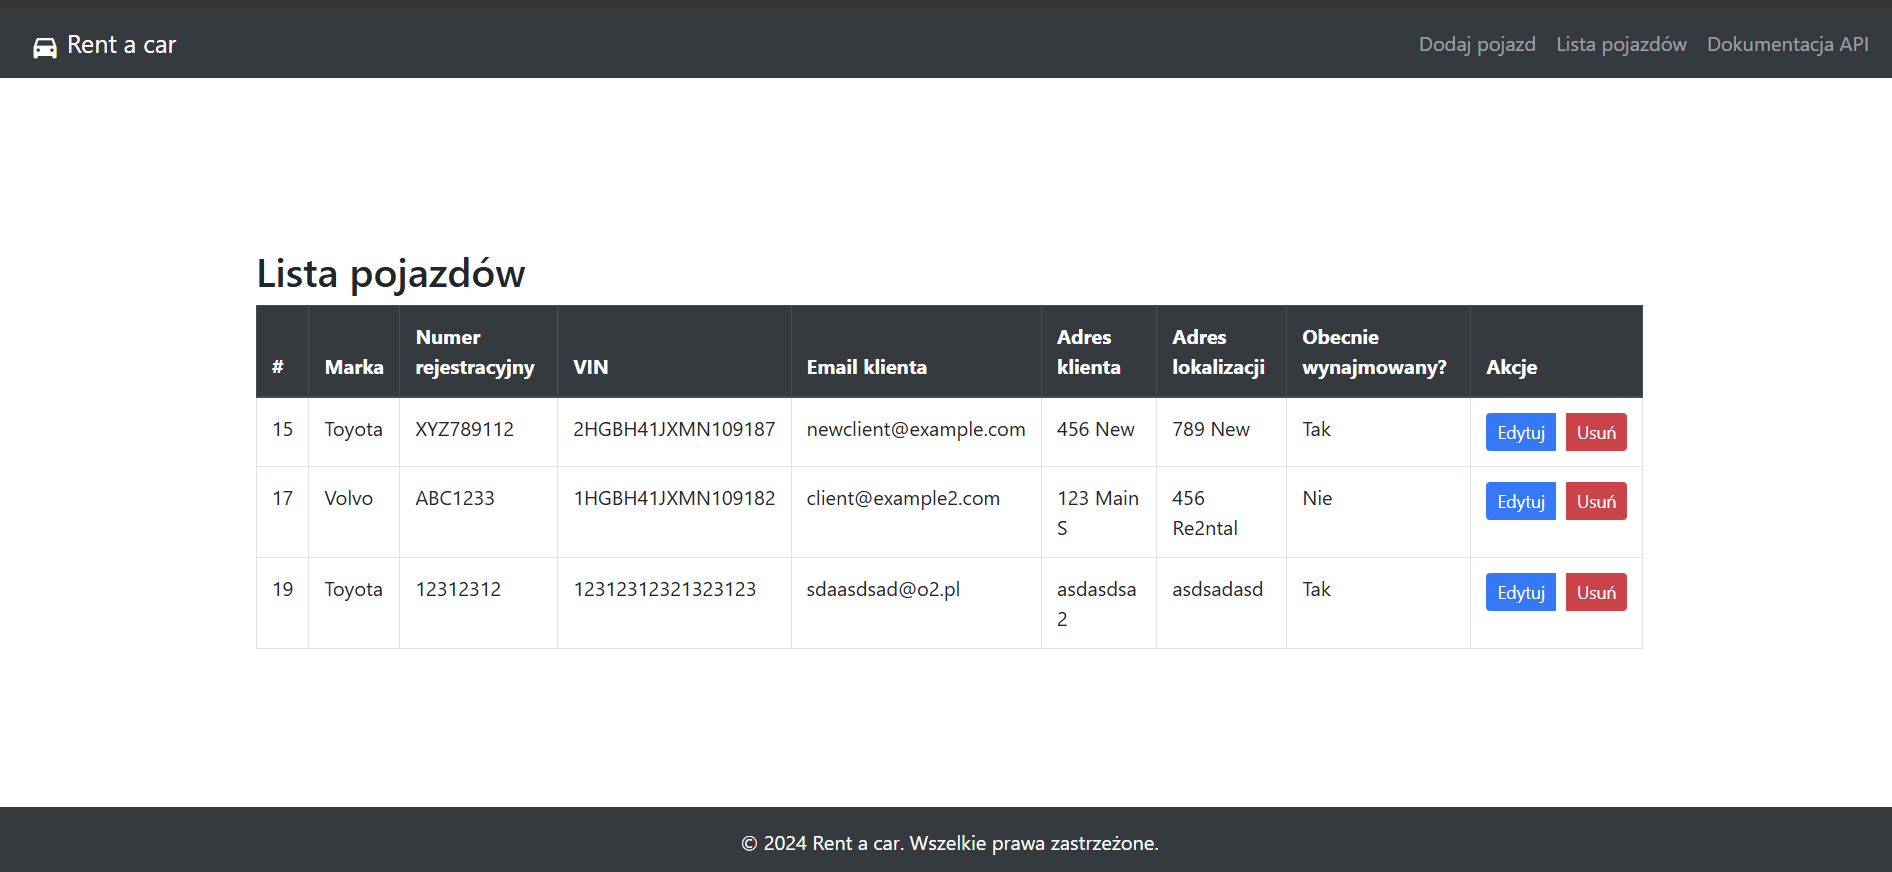 Rent a car
Dodaj pojazd Lista pojazdów Dokumentacja API
Lista pojazdów
# Marka Numer rejestracyjny VIN Email klienta Adres klienta Adres lokalizacji Obecnie wynajmowany? Akcje
15 Toyota XYZ789112 2HGBH41JXMN109187 newclient@example.com 456 New 789 New Tak Edytuj Usuń
17 Volvo ABC1233 1HGBH41JXMN109182 client@example2.com 123 Main S 456 Re2ntal Nie Edytuj Usuń
19 Toyota 12312312 12312312321323123 sdaasdsad@o2.pl asdasdsa 2 asdsadasd Tak Edytuj Usuń
© 2024 Rent a car. Wszelkie prawa zastrzeżone.